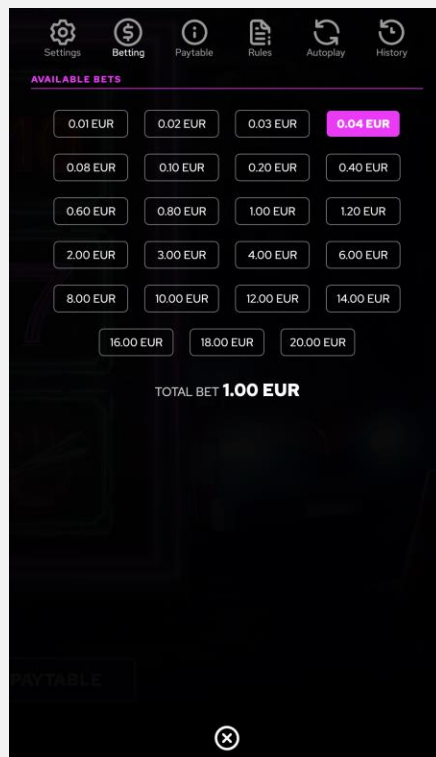 Settings Betting Paytable Rules Autoplay History
AVAILABLE BETS
0.01 EUR 0.02 EUR 0.03 EUR 0.04 EUR
0.08 EUR 0.10 EUR 0.20 EUR 0.40 EUR
0.60 EUR 0.80 EUR 1.00 EUR 1.20 EUR
2.00 EUR 3.00 EUR 4.00 EUR 6.00 EUR
8.00 EUR 10.00 EUR 12.00 EUR 14.00 EUR
16.00 EUR 18.00 EUR 20.00 EUR
TOTAL BET 1.00 EUR
PAYTABLE